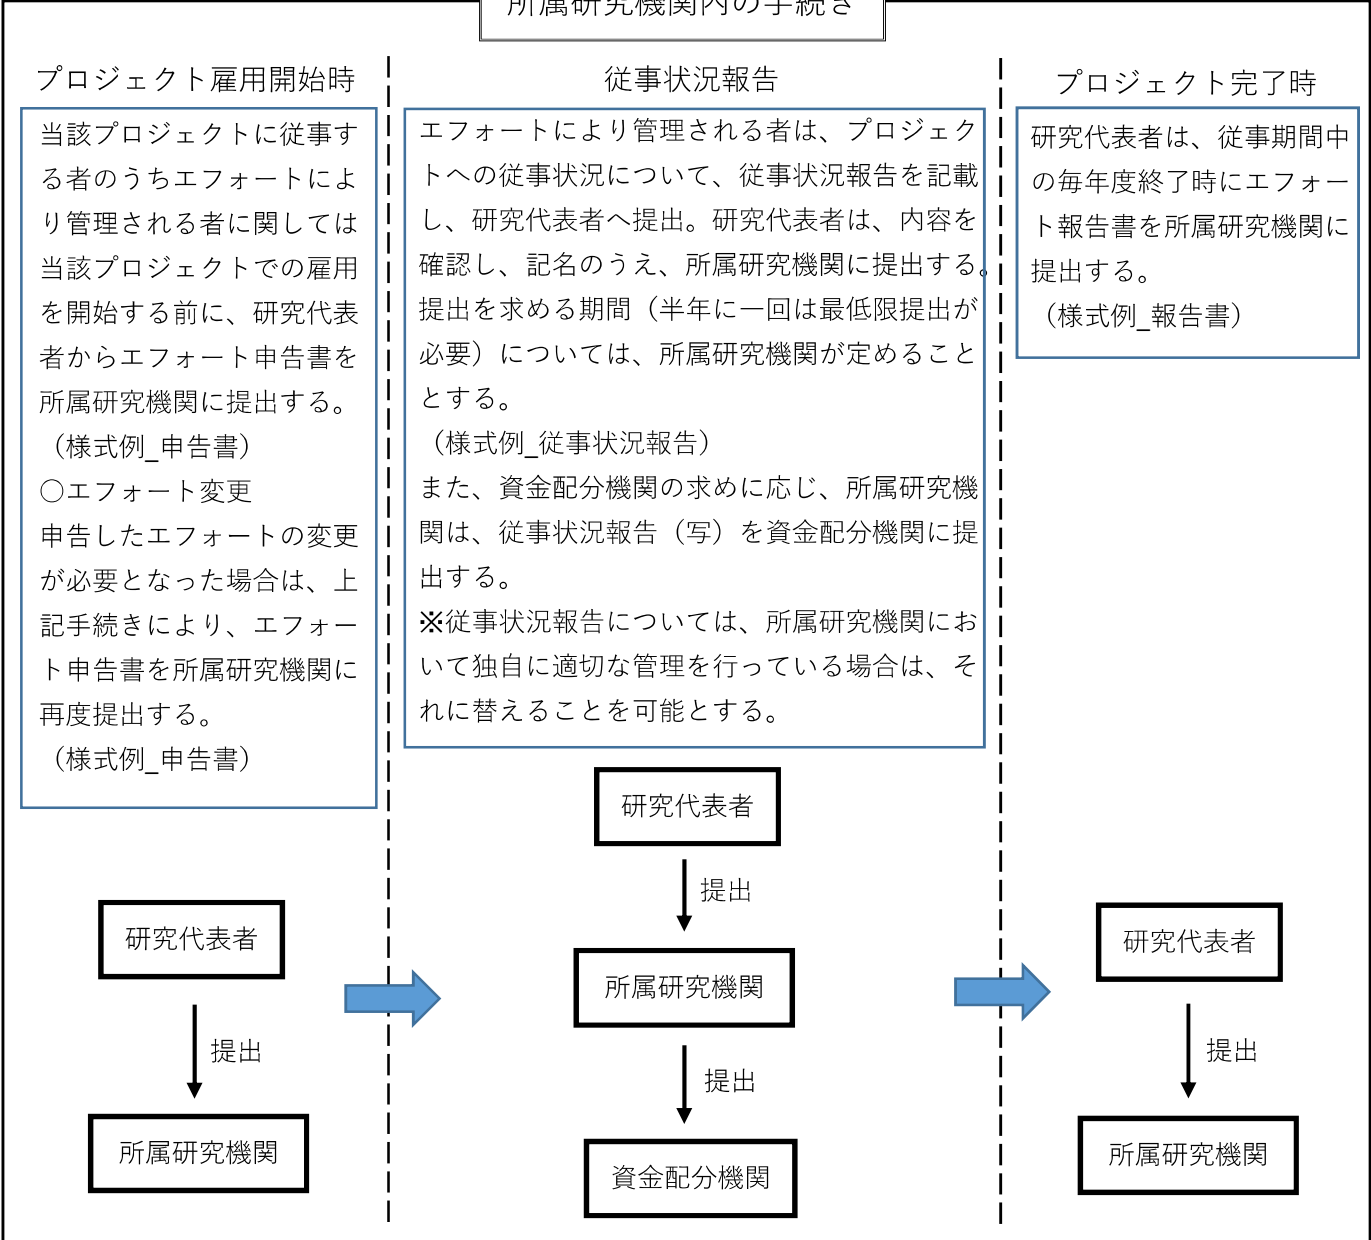 所属研究機関内の手続き
プロジェクト雇用開始時
当該プロジェクトに従事す
る者のうちエフォートによ
り管理される者に関しては
当該プロジェクトでの雇用
を開始する前に、研究代表
者からエフォート申告書を
所属研究機関に提出する。
（様式例_申告書）
○エフォート変更
申告したエフォートの変更
が必要となった場合は、上
記手続きにより、エフォー
ト申告書を所属研究機関に
再度提出する。
（様式例_申告書）
研究代表者
提出
所属研究機関
従事状況報告
エフォートにより管理される者は、プロジェク
トへの従事状況について、従事状況報告を記載
し、研究代表者へ提出。研究代表者は、内容を
確認し、記名のうえ、所属研究機関に提出する。
提出を求める期間（半年に一回は最低限提出が
必要）については、所属研究機関が定めること
とする。
（様式例_従事状況報告）
また、資金配分機関の求めに応じ、所属研究機
関は、従事状況報告（写）を資金配分機関に提
出する。
※従事状況報告については、所属研究機関にお
いて独自に適切な管理を行っている場合は、そ
れに替えることを可能とする。
研究代表者
提出
所属研究機関
提出
資金配分機関
プロジェクト完了時
研究代表者は、従事期間中
の毎年度終了時にエフォー
ト報告書を所属研究機関に
提出する。
（様式例_報告書）
研究代表者
提出
所属研究機関